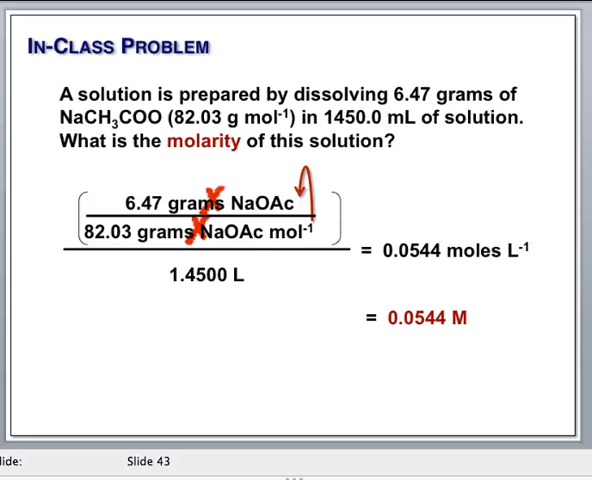 IN-CLASS PROBLEM
A solution is prepared by dissolving 6.47 grams of
NaCH₃COO (82.03 g mol⁻¹) in 1450.0 mL of solution.
What is the molarity of this solution?
6.47 grams NaOAc
82.03 grams NaOAc mol⁻¹
1.4500 L
= 0.0544 moles L⁻¹
= 0.0544 M
lide:
Slide 43